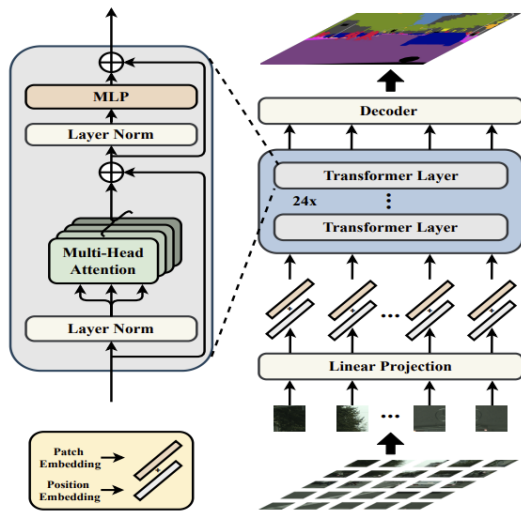 MLP
Layer Norm
Multi-Head
Attention
Layer Norm
Patch
Embedding
Position
Embedding
Decoder
Transformer Layer
24x
Transformer Layer
Linear Projection